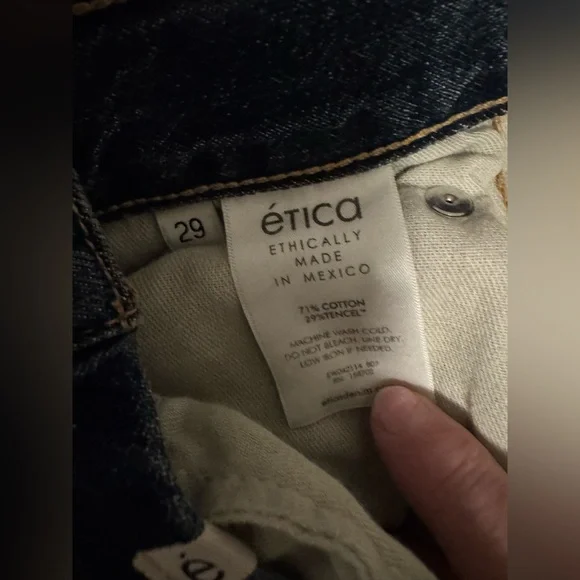 29
éTICA
ETHICALLY
MADE
IN MEXICO
71% COTTON
29%TENCEL™
MACHINE WASH COLD.
DO NOT BLEACH. LINE DRY.
LOW IRON IF NEEDED.